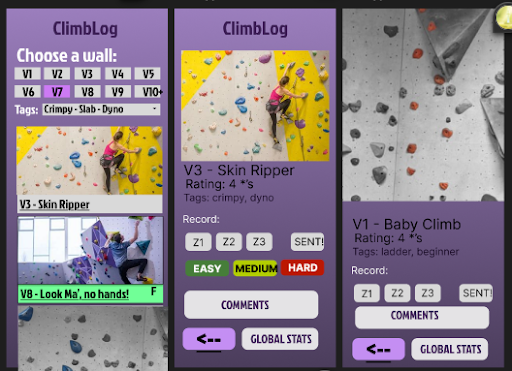 ClimbLog
Choose a wall:
V1 V2 V3 V4 V5
V6 V7 V8 V9 V10+
Tags: Crimpy - Slab - Dyno
V3 - Skin Ripper
V8 - Look Ma', no hands! F
ClimbLog
V3 - Skin Ripper
Rating: 4 *'s
Tags: crimpy, dyno
Record:
Z1 Z2 Z3 SENT!
EASY MEDIUM HARD
COMMENTS
<-- GLOBAL STATS
V1 - Baby Climb
Rating: 4 *'s
Tags: ladder, beginner
Record:
Z1 Z2 Z3 SENT!
COMMENTS
<-- GLOBAL STATS